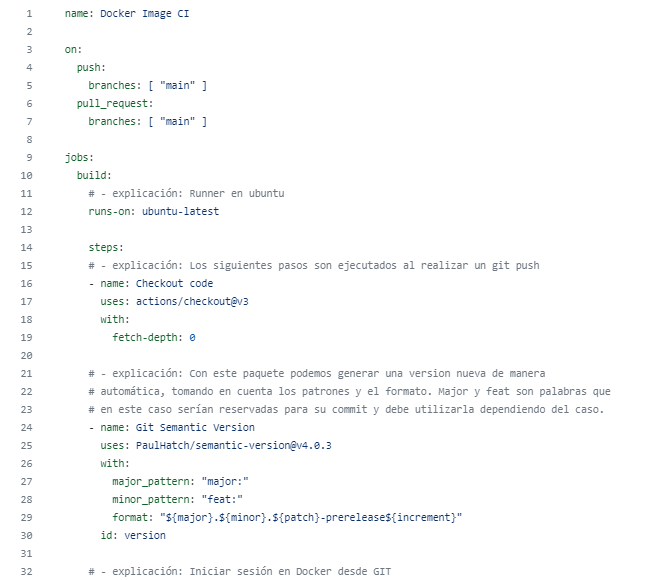 1 name: Docker Image CI
2
3 on:
4 push:
5 branches: [ "main" ]
6 pull_request:
7 branches: [ "main" ]
8
9 jobs:
10 build:
11 # - explicación: Runner en ubuntu
12 runs-on: ubuntu-latest
13
14 steps:
15 # - explicación: Los siguientes pasos son ejecutados al realizar un git push
16 - name: Checkout code
17 uses: actions/checkout@v3
18 with:
19 fetch-depth: 0
20
21 # - explicación: Con este paquete podemos generar una version nueva de manera
22 # automática, tomando en cuenta los patrones y el formato. Major y feat son palabras que
23 # en este caso serían reservadas para su commit y debe utilizarla dependiendo del caso.
24 - name: Git Semantic Version
25 uses: PaulHatch/semantic-version@v4.0.3
26 with:
27 major_pattern: "major:"
28 minor_pattern: "feat:"
29 format: "${major}.${minor}.${patch}-prerelease${increment}"
30 id: version
31
32 # - explicación: Iniciar sesión en Docker desde GIT